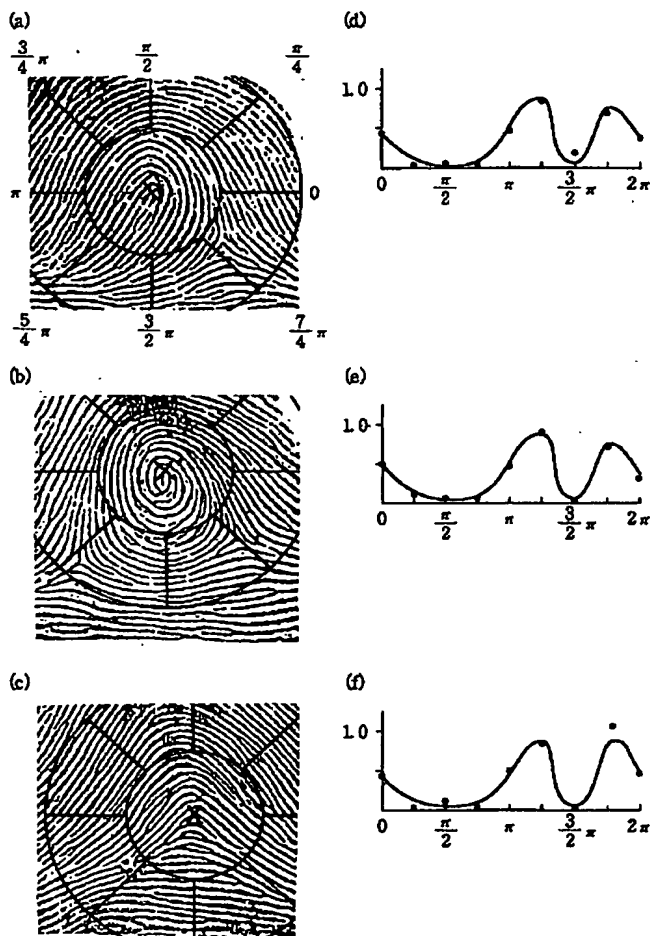 (a)
3/4 π
π/2
π/4
π
0
5/4 π
3/2 π
7/4 π
(d)
1.0
0
π/2
π
3/2 π
2π
(b)
(e)
1.0
0
π/2
π
3/2 π
2π
(c)
(f)
1.0
0
π/2
π
3/2 π
2π